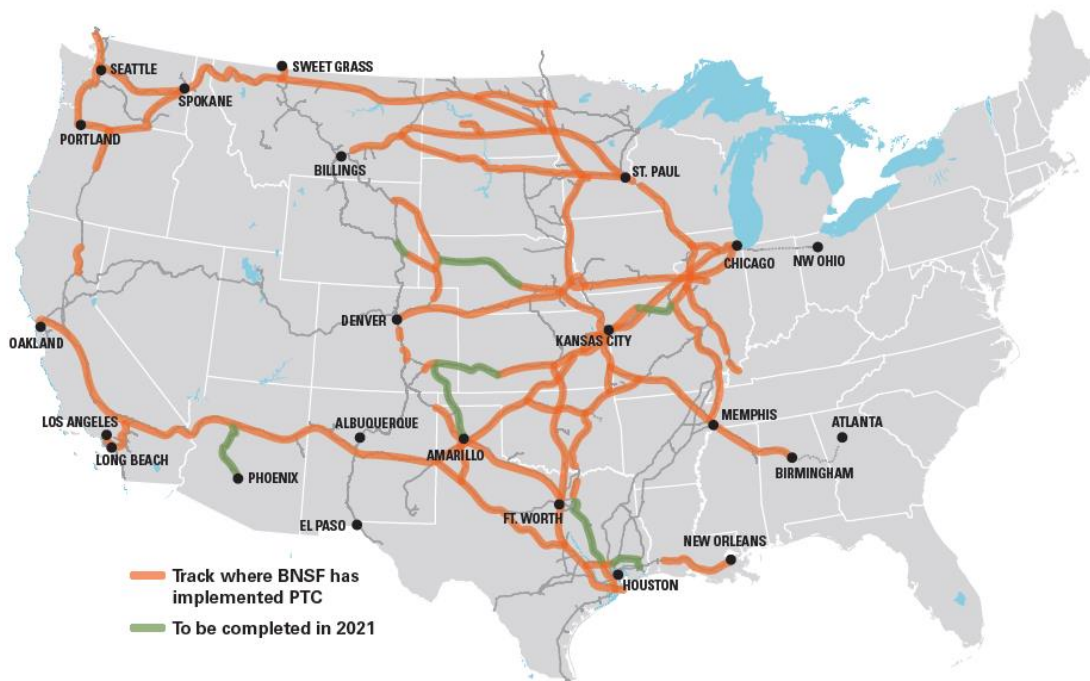 SEATTLE
SWEET GRASS
SPOKANE
PORTLAND
BILLINGS
ST. PAUL
CHICAGO
NW OHIO
DENVER
KANSAS CITY
OAKLAND
LOS ANGELES
LONG BEACH
ALBUQUERQUE
AMARILLO
MEMPHIS
ATLANTA
BIRMINGHAM
PHOENIX
EL PASO
FT. WORTH
NEW ORLEANS
HOUSTON
Track where BNSF has
implemented PTC
To be completed in 2021